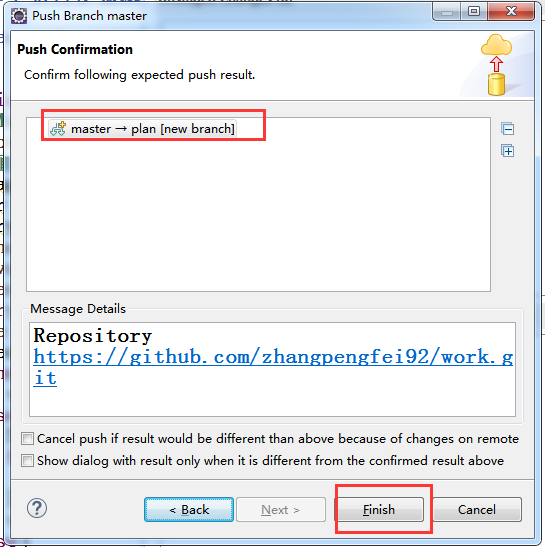 Push Branch master
Push Confirmation
Confirm following expected push result.
master → plan [new branch]
Message Details
Repository
https://github.com/zhangpengfei92/work.g
it
Cancel push if result would be different than above because of changes on remote
Show dialog with result only when it is different from the confirmed result above
?
< Back
Next >
Finish
Cancel